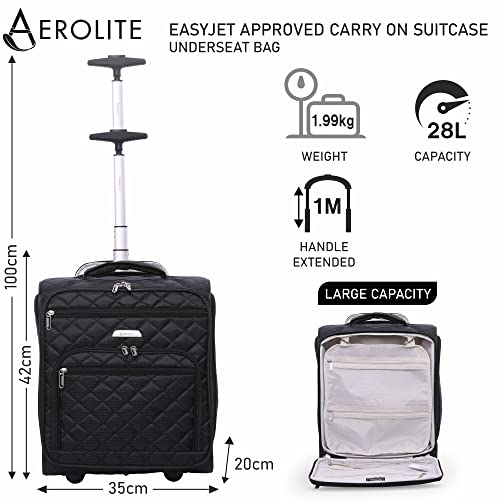 AEROLITE
EASYJET APPROVED CARRY ON SUITCASE
UNDERSEAT BAG
1.99kg
WEIGHT
28L
CAPACITY
1M
HANDLE
EXTENDED
LARGE CAPACITY
100cm
42cm
35cm
20cm